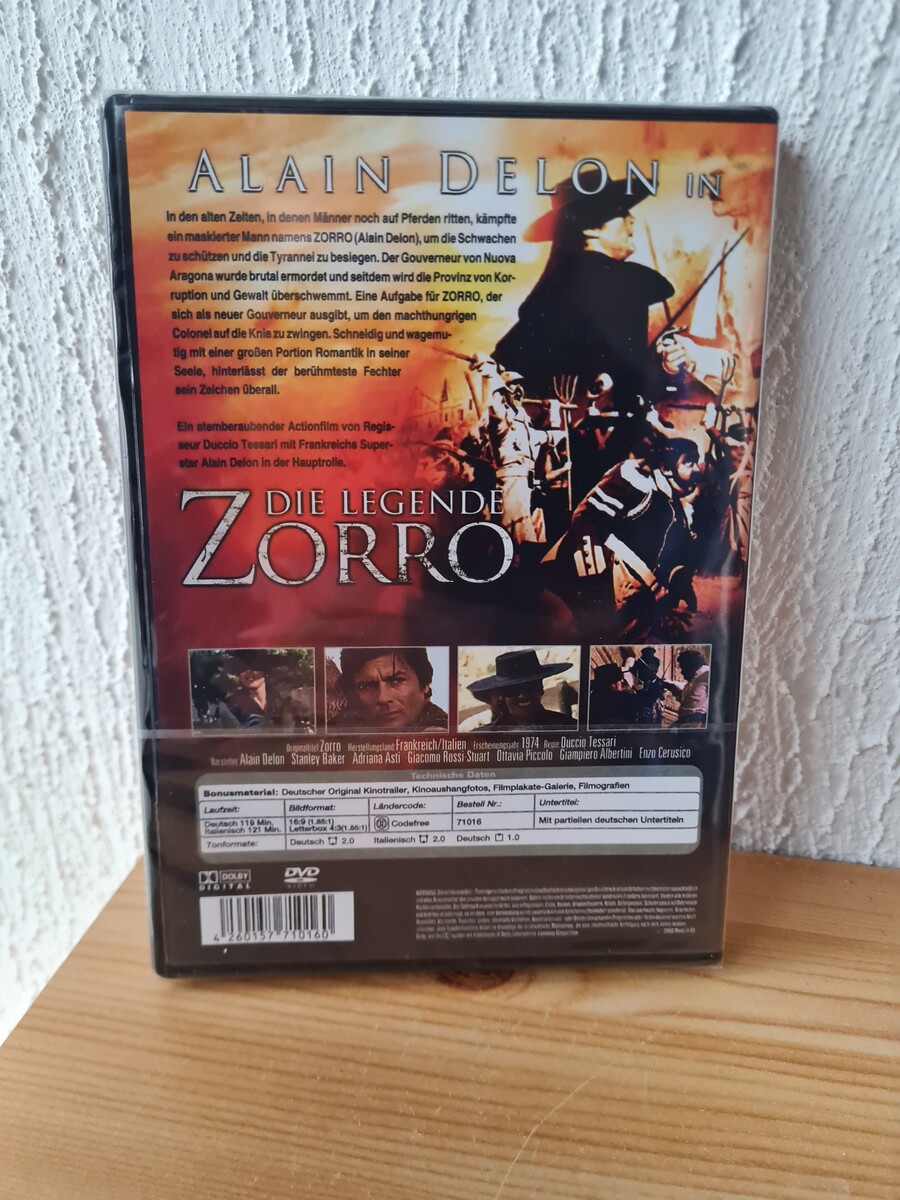 ALAIN DELON IN
In den alten Zeiten, in denen Männer noch auf Pferden ritten, kämpfte
ein maskierter Mann namens ZORRO (Alain Delon), um die Schwachen
zu schützen und die Tyrannei zu besiegen. Der Gouverneur von Nuova
Aragona wurde brutal ermordet und seitdem wird die Provinz von Kor-
ruption und Gewalt überschwemmt. Eine Aufgabe für ZORRO, der
sich als neuer Gouverneur ausgibt, um den machthungrigen
Colonel auf die Knie zu zwingen. Schneidig und wagemu-
tig mit einer großen Portion Romantik in seiner
Seele, hinterlässt der berühmteste Fechter
sein Zeichen überall.
Ein atemberaubender Actionfilm von Regis-
seur Duccio Tessari mit Frankreichs Super-
star Alain Delon in der Hauptrolle.
DIE LEGENDE
ZORRO
Originaltitel Zorro Herstellungsland Frankreich/Italien Erscheinungsjahr 1974 Regie Duccio Tessari
Darsteller Alain Delon Stanley Baker Adriana Asti Giacomo Rossi-Stuart Ottavia Piccolo Giampiero Albertini Enzo Cerusico
Technische Daten
Bonusmaterial: Deutscher Original Kinotrailer, Kinoaushangfotos, Filmplakate-Galerie, Filmografien
Laufzeit: Bildformat: Ländercode: Bestell Nr.: Untertitel:
Deutsch 119 Min. 16:9 (1.85:1) Codefree 71016 Mit partiellen deutschen Untertiteln
Italienisch 121 Min. Letterbox 4:3(1.85:1)
Tonformate: Deutsch 2.0 Italienisch 2.0 Deutsch 1.0
DOLBY DIGITAL
DVD VIDEO
4 260157 710160